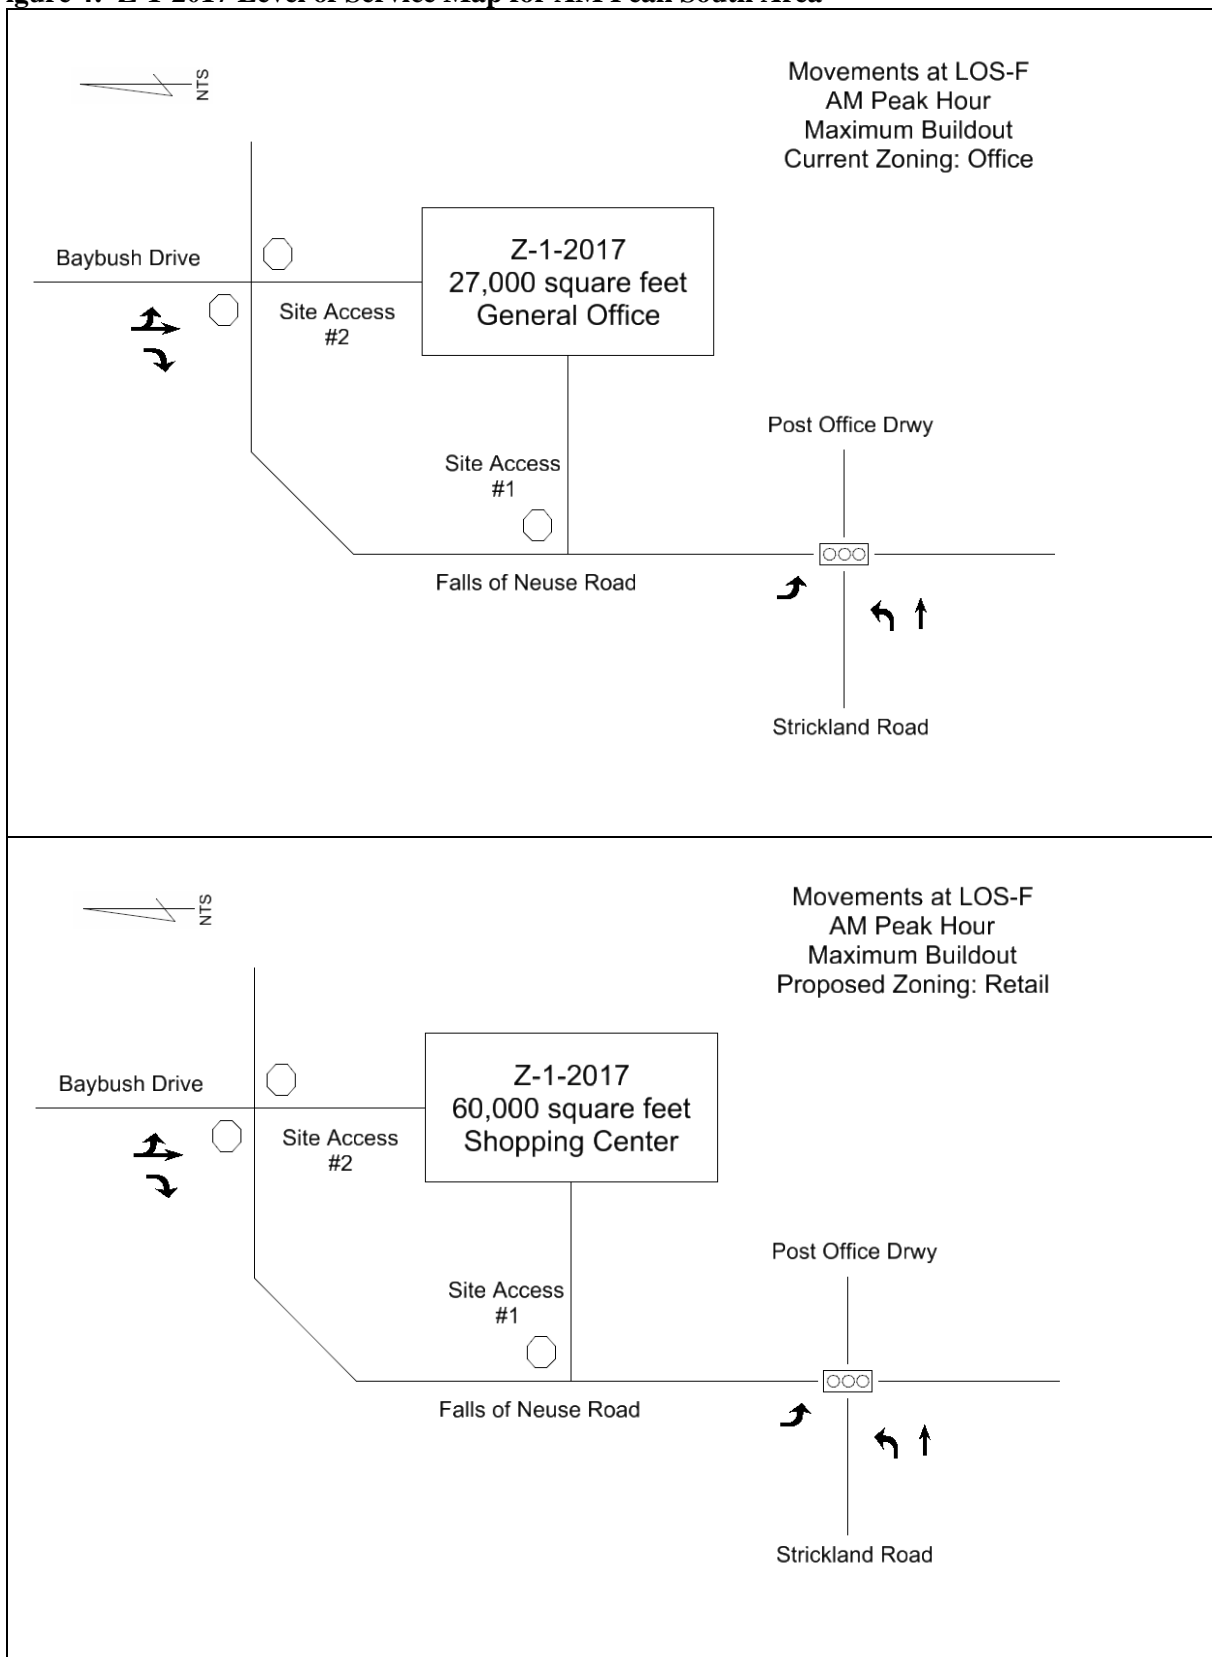 igure 4: Z-1-2017 Level of Service Map for AM Peak South Area
NTS
Movements at LOS-F
AM Peak Hour
Maximum Buildout
Current Zoning: Office
Baybush Drive
Z-1-2017
27,000 square feet
General Office
Site Access
#2
Post Office Drwy
Site Access
#1
Falls of Neuse Road
Strickland Road
NTS
Movements at LOS-F
AM Peak Hour
Maximum Buildout
Proposed Zoning: Retail
Baybush Drive
Z-1-2017
60,000 square feet
Shopping Center
Site Access
#2
Post Office Drwy
Site Access
#1
Falls of Neuse Road
Strickland Road